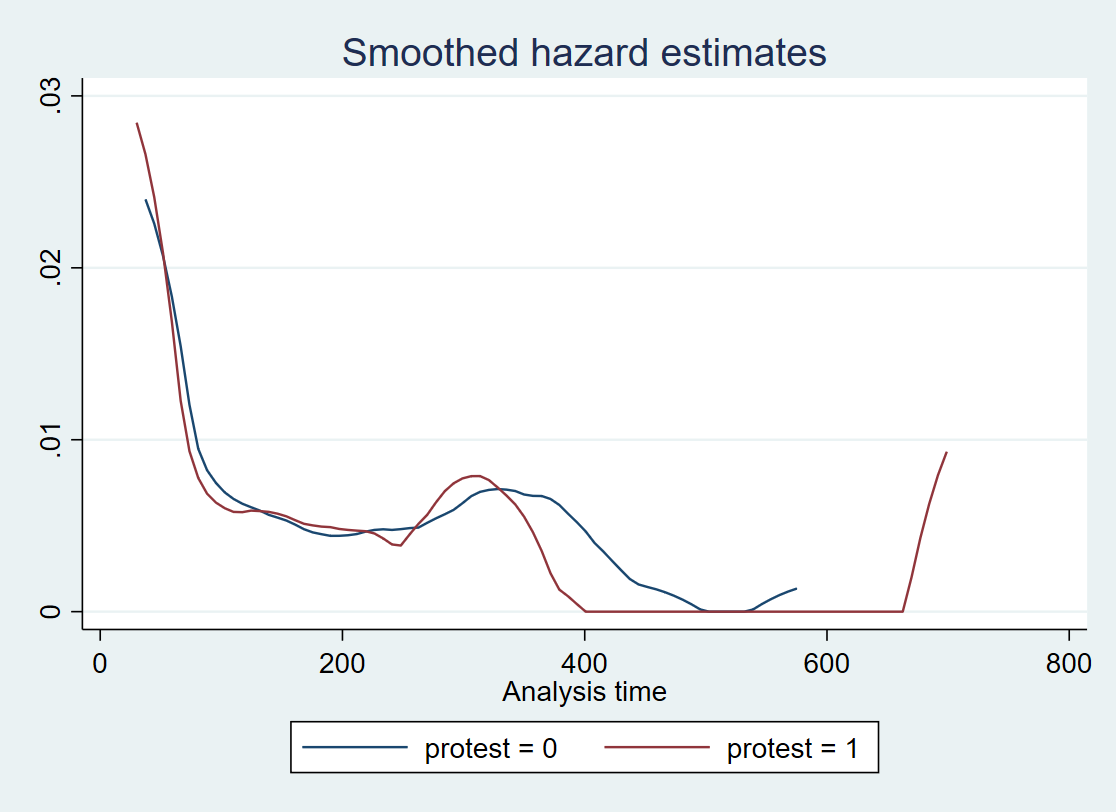 Smoothed hazard estimates
.03
.02
.01
0
0 200 400 600 800
Analysis time
protest = 0 protest = 1